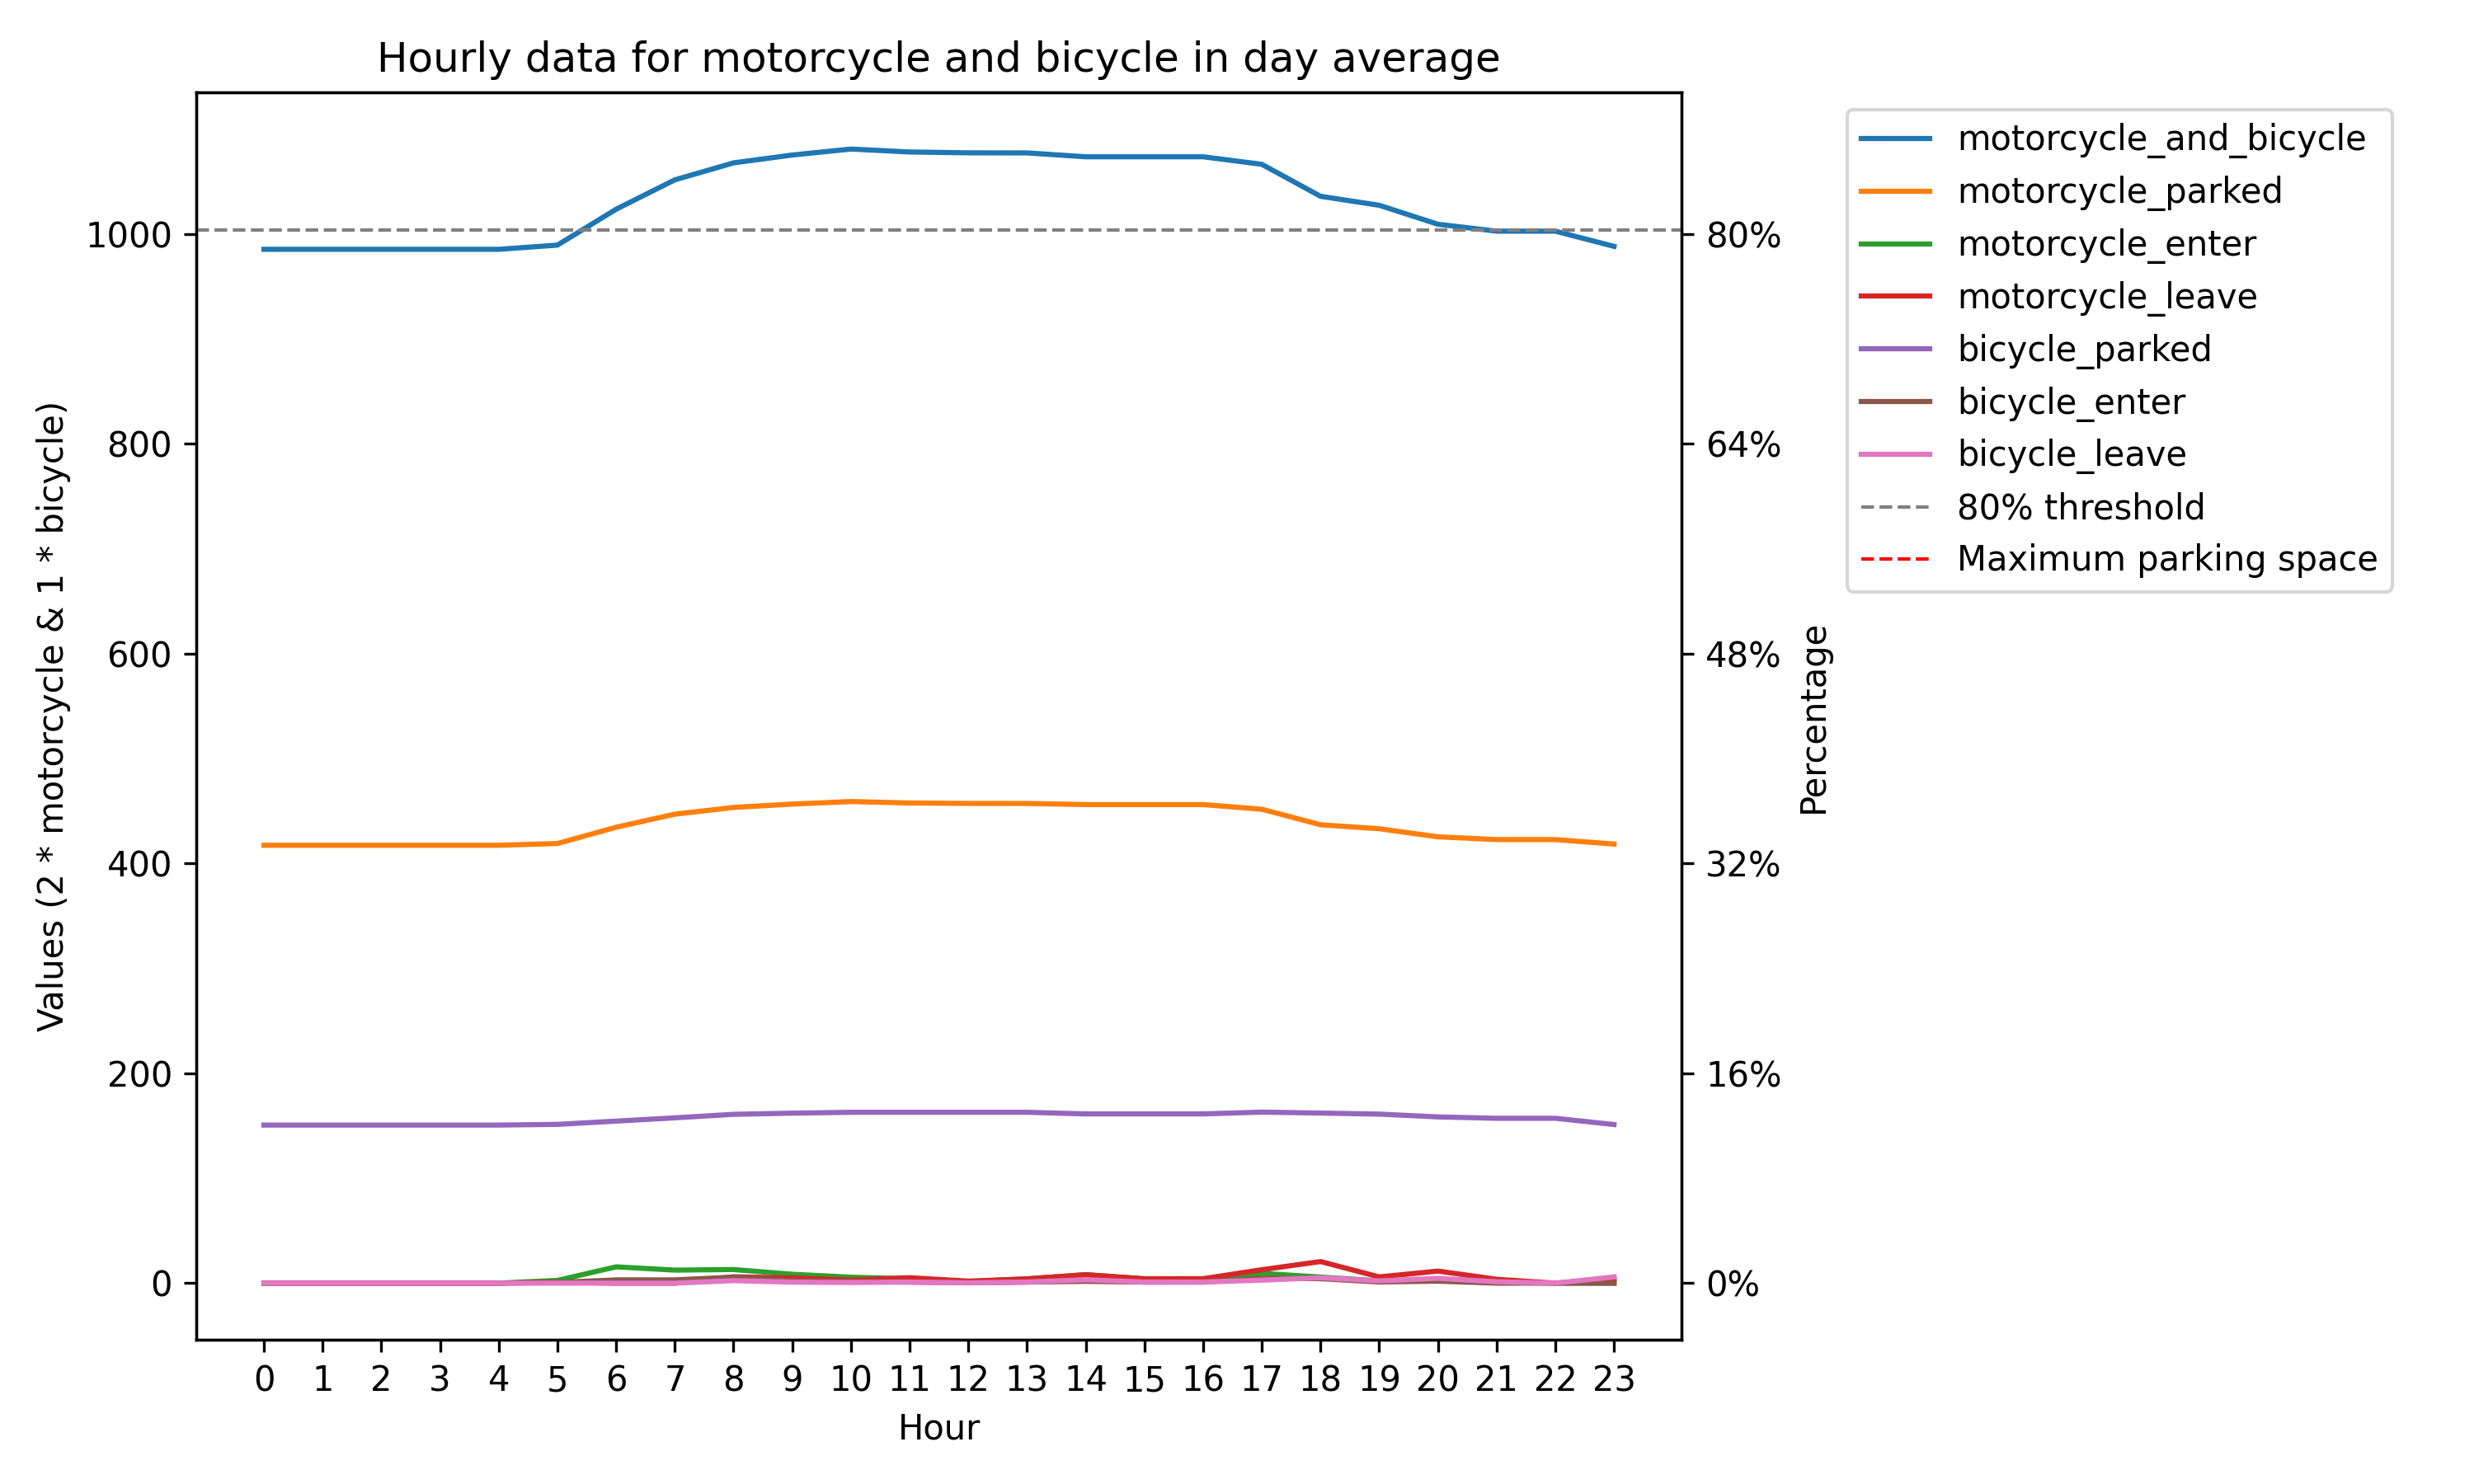 Hourly data for motorcycle and bicycle in day average
Values (2 * motorcycle & 1 * bicycle)
1000
800
600
400
200
0
80%
64%
48%
32%
16%
0%
Percentage
0 1 2 3 4 5 6 7 8 9 10 11 12 13 14 15 16 17 18 19 20 21 22 23
Hour
motorcycle_and_bicycle
motorcycle_parked
motorcycle_enter
motorcycle_leave
bicycle_parked
bicycle_enter
bicycle_leave
80% threshold
Maximum parking space